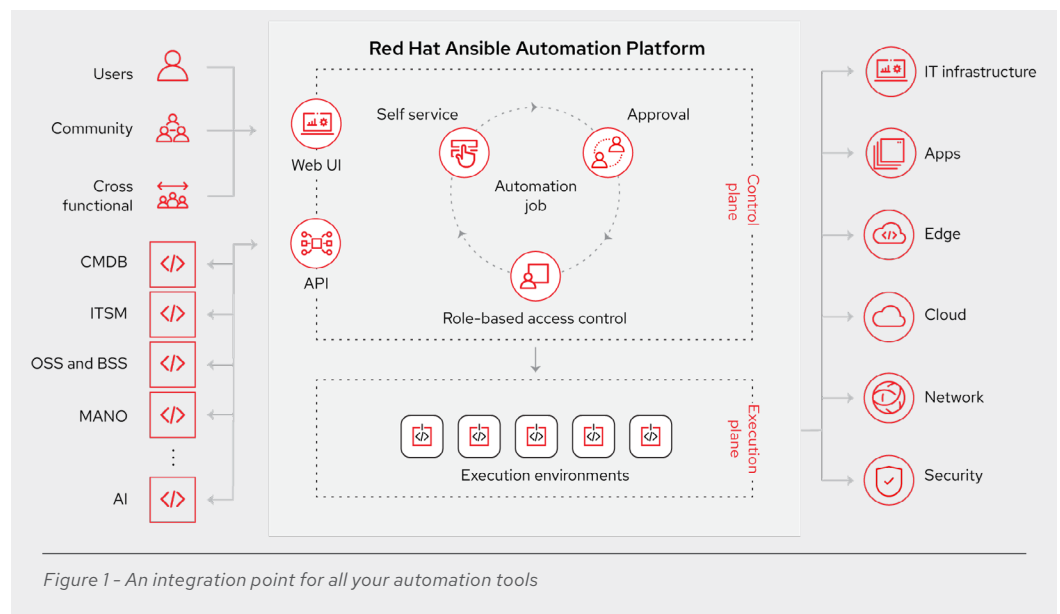 Red Hat Ansible Automation Platform
Users
Community
Cross
functional
CMDB
ITSM
OSS and BSS
MANO
⋮
AI
Web UI
API
Self service
Approval
Automation
job
Role-based access control
Control
plane
</>
</>
</>
</>
</>
Execution environments
Execution
plane
IT infrastructure
Apps
Edge
Cloud
Network
Security
Figure 1 - An integration point for all your automation tools